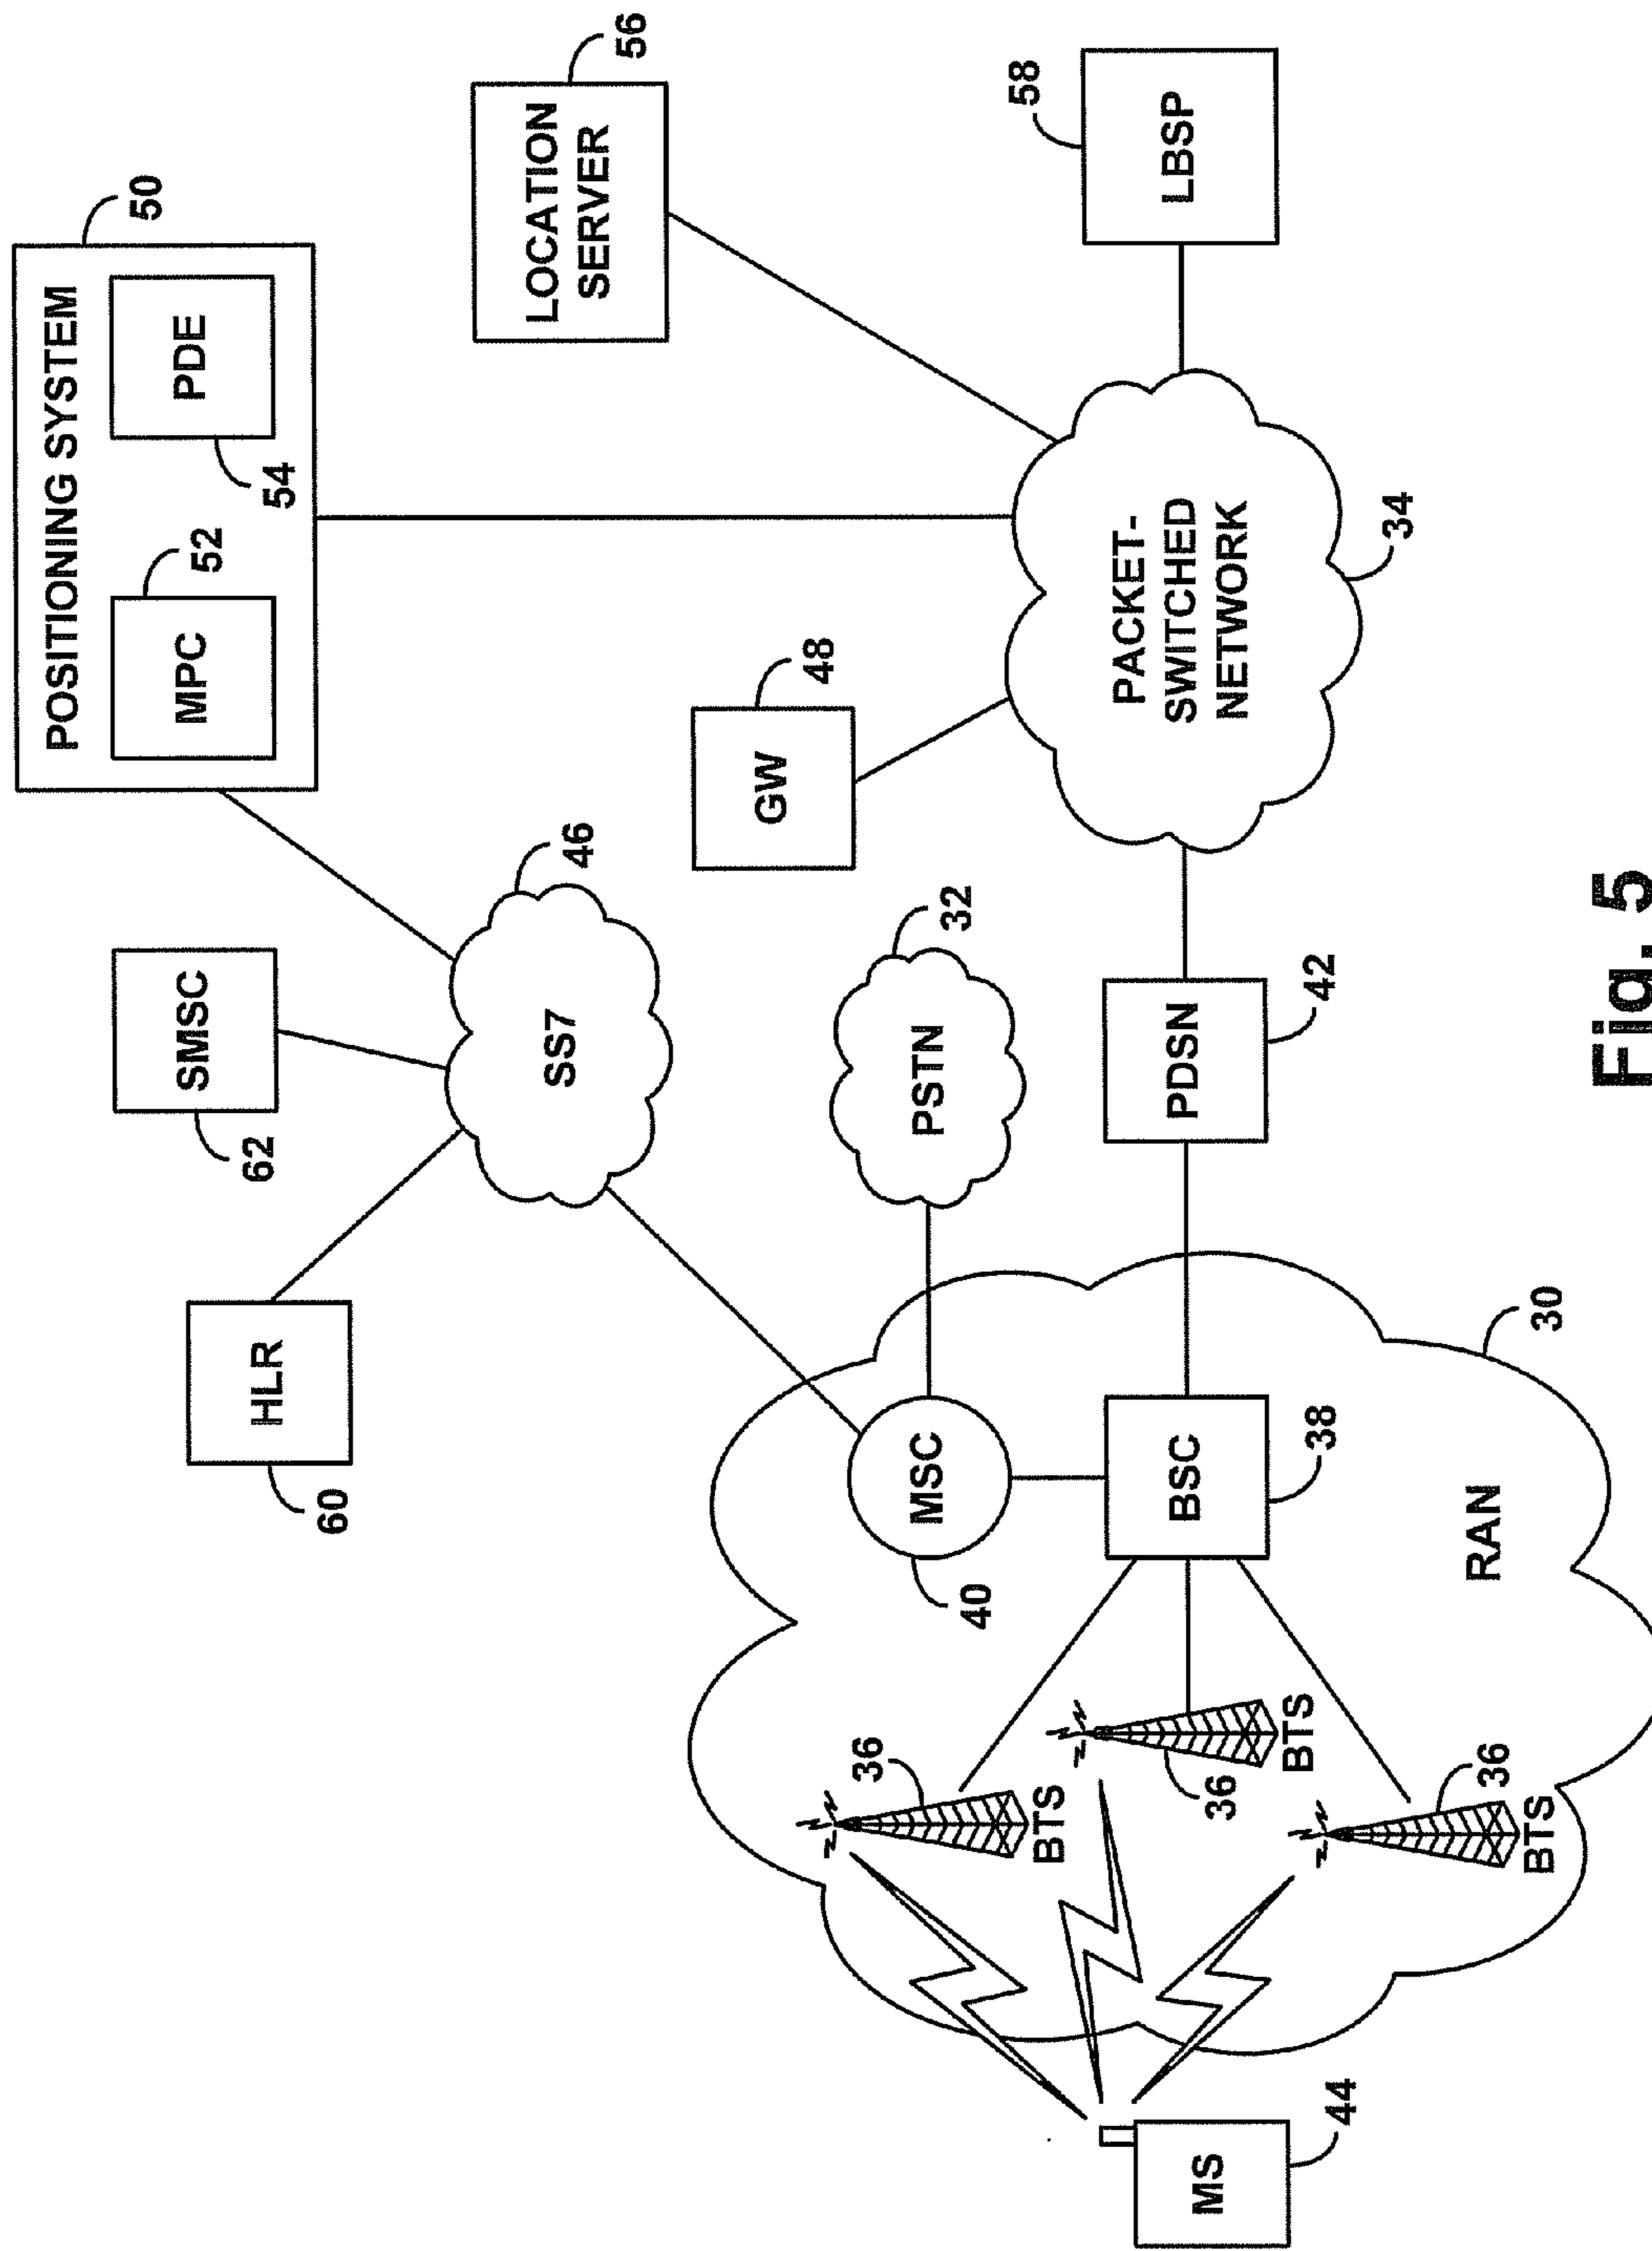 POSITIONING SYSTEM
50
MPC
52
PDE
54
HLR
60
SMSC
62
SS7
46
LOCATION
SERVER
56
GW
48
PSTN
32
MSC
40
BSC
38
PDSN
42
PACKET-
SWITCHED
NETWORK
34
LBSP
58
36
BTS
36
BTS
36
BTS
MS
44
RAN
30
Fig. 5